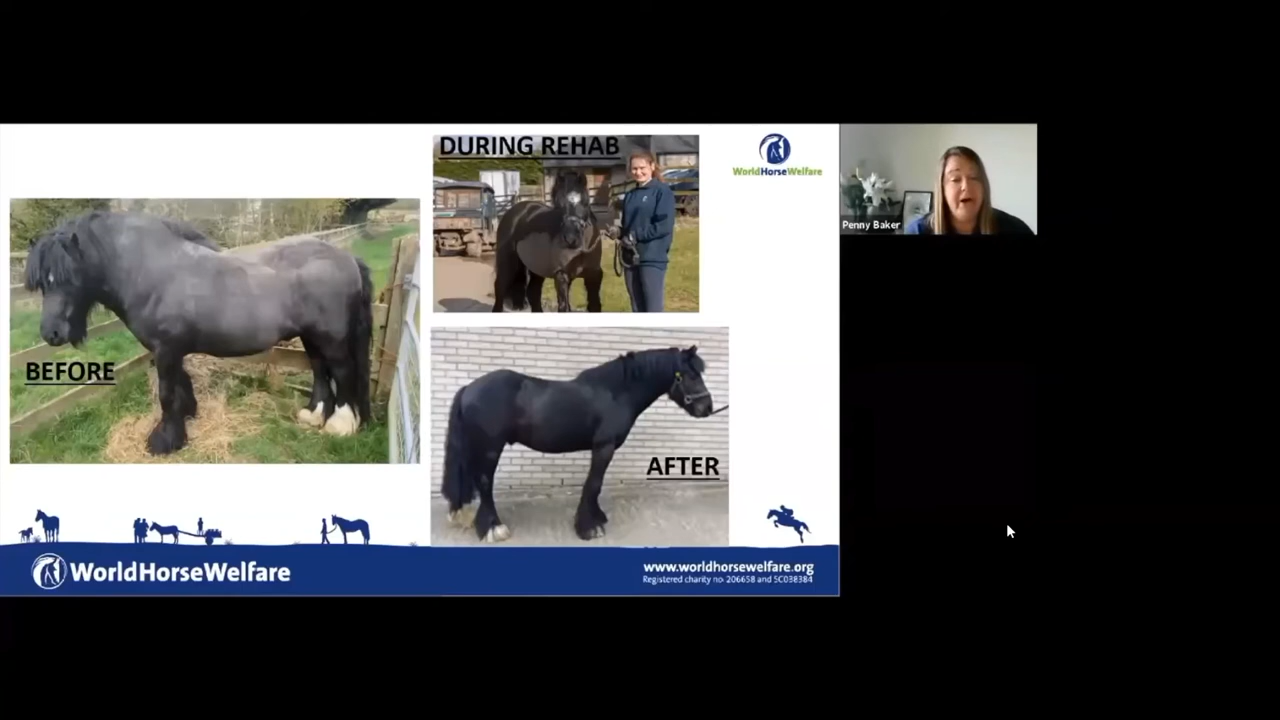 DURING REHAB
WorldHorseWelfare
Penny Baker
BEFORE
AFTER
WorldHorseWelfare
www.worldhorsewelfare.org
Registered charity no: 206658 and SC038384